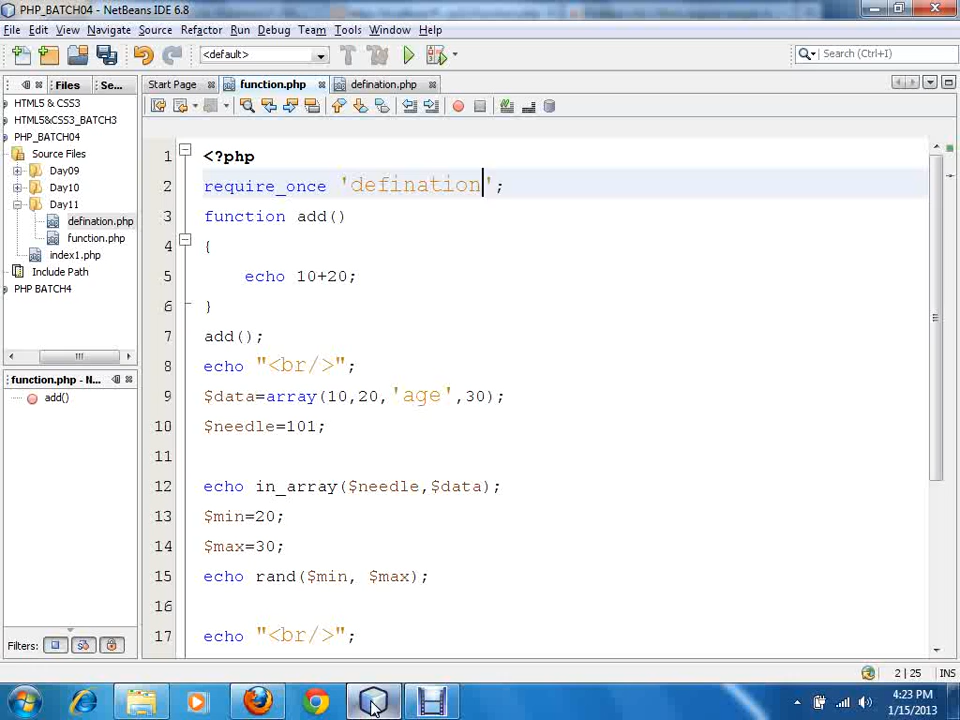 PHP_BATCH04 - NetBeans IDE 6.8
File Edit View Navigate Source Refactor Run Debug Team Tools Window Help
<default>
Search (Ctrl+I)
Files Se...
Start Page function.php defination.php
HTML5 & CSS3
HTML5&CSS3_BATCH3
PHP_BATCH04
Source Files
Day09
Day10
Day11
defination.php
function.php
index1.php
Include Path
PHP BATCH4
function.php - N...
add()
Filters:
1 <?php
2 require_once 'defination';
3 function add()
4 {
5 echo 10+20;
6 }
7 add();
8 echo "<br/>";
9 $data=array(10,20,'age',30);
10 $needle=101;
11
12 echo in_array($needle,$data);
13 $min=20;
14 $max=30;
15 echo rand($min, $max);
16
17 echo "<br/>";
2 | 25 INS
4:23 PM
1/15/2013